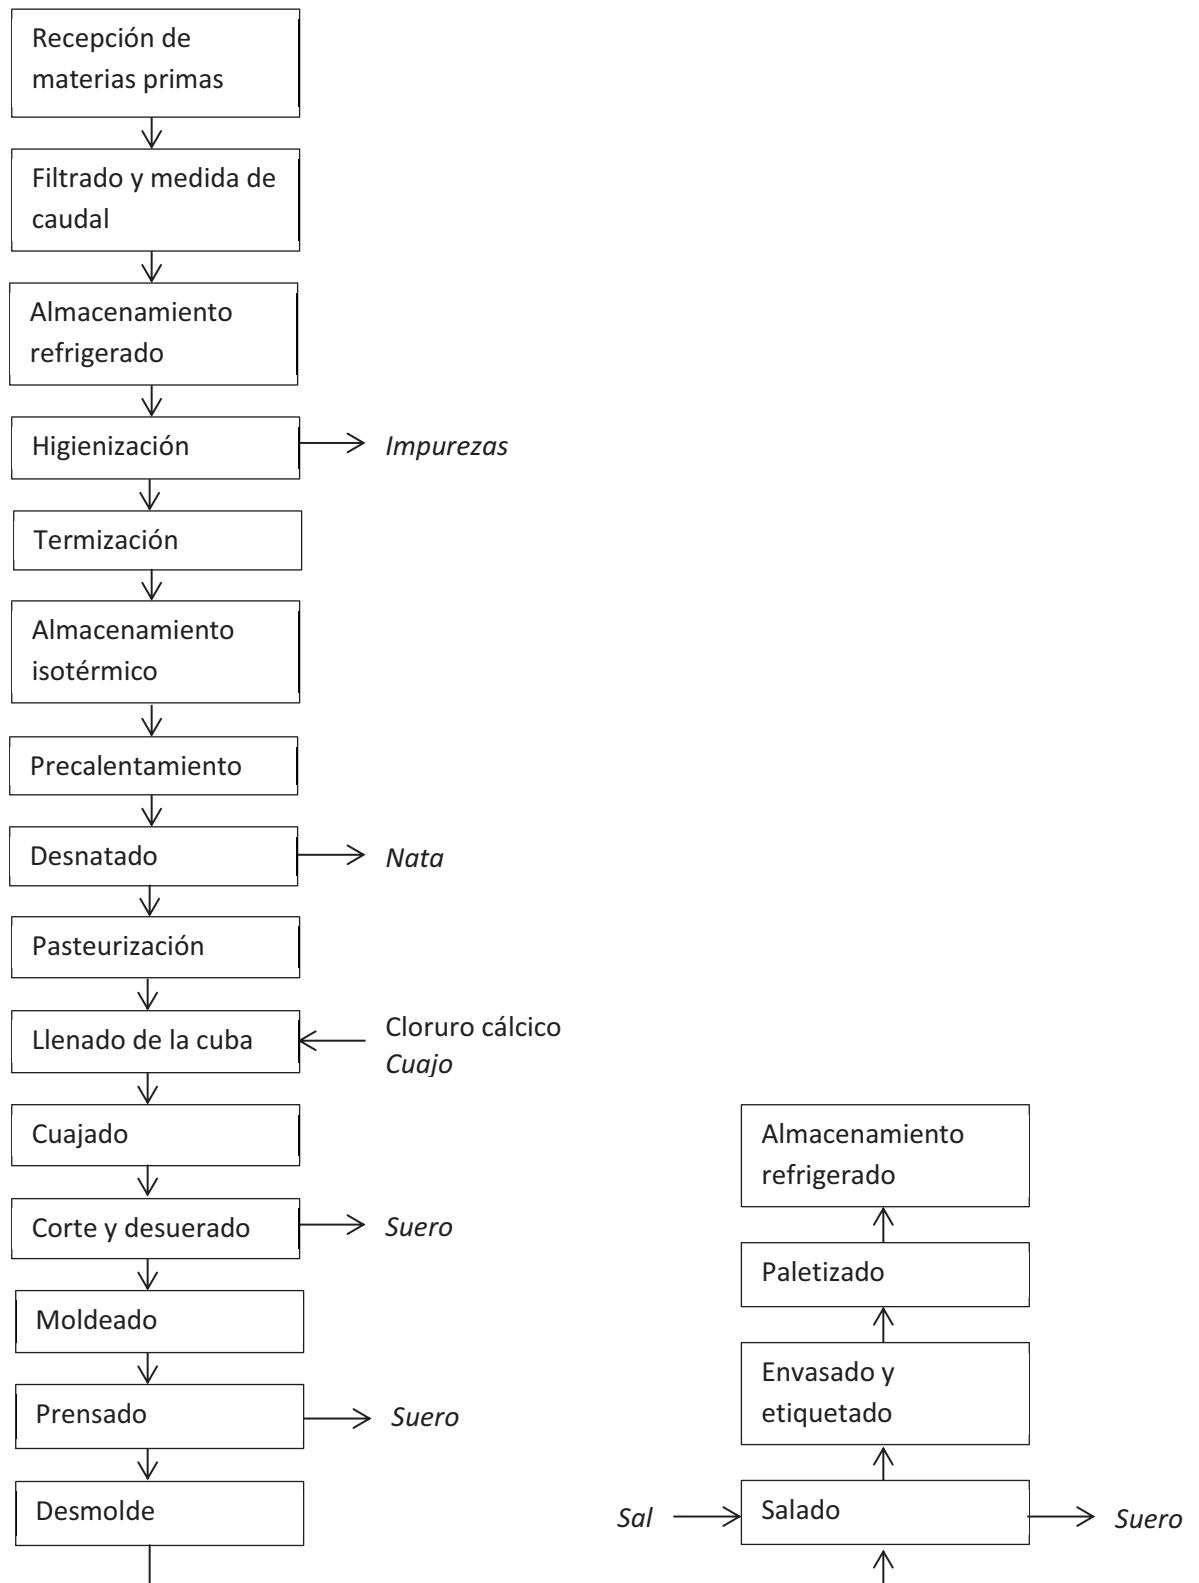 Recepción de
materias primas
Filtrado y medida de
caudal
Almacenamiento
refrigerado
Higienización
Impurezas
Termización
Almacenamiento
isotérmico
Precalentamiento
Desnatado
Nata
Pasteurización
Llenado de la cuba
Cloruro cálcico
Cuajo
Cuajado
Corte y desuerado
Suero
Moldeado
Prensado
Suero
Desmolde
Almacenamiento
refrigerado
Paletizado
Envasado y
etiquetado
Sal
Salado
Suero